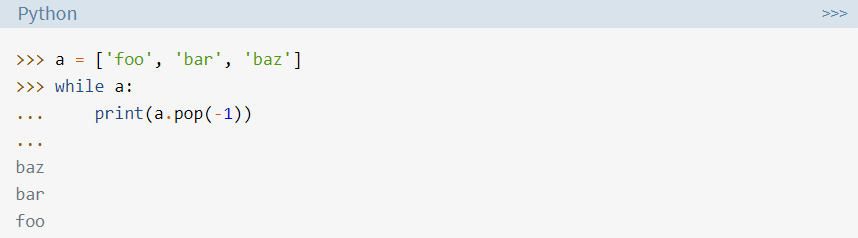 Python >>>
>>> a = ['foo', 'bar', 'baz']
>>> while a:
...     print(a.pop(-1))
...
baz
bar
foo